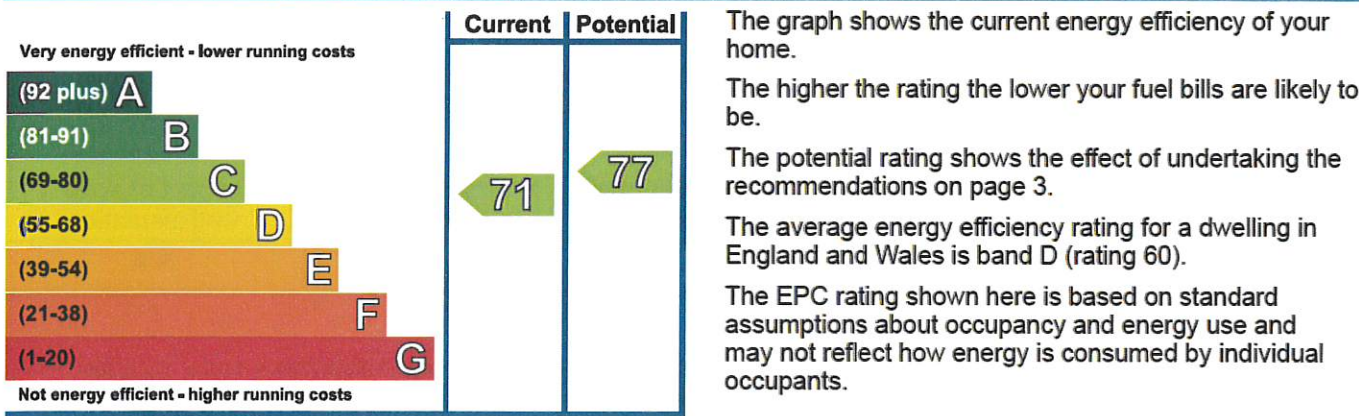 Current Potential
Very energy efficient - lower running costs
(92 plus) A
(81-91) B
(69-80) C
(55-68) D
(39-54) E
(21-38) F
(1-20) G
Not energy efficient - higher running costs
71
77
The graph shows the current energy efficiency of your
home.
The higher the rating the lower your fuel bills are likely to
be.
The potential rating shows the effect of undertaking the
recommendations on page 3.
The average energy efficiency rating for a dwelling in
England and Wales is band D (rating 60).
The EPC rating shown here is based on standard
assumptions about occupancy and energy use and
may not reflect how energy is consumed by individual
occupants.